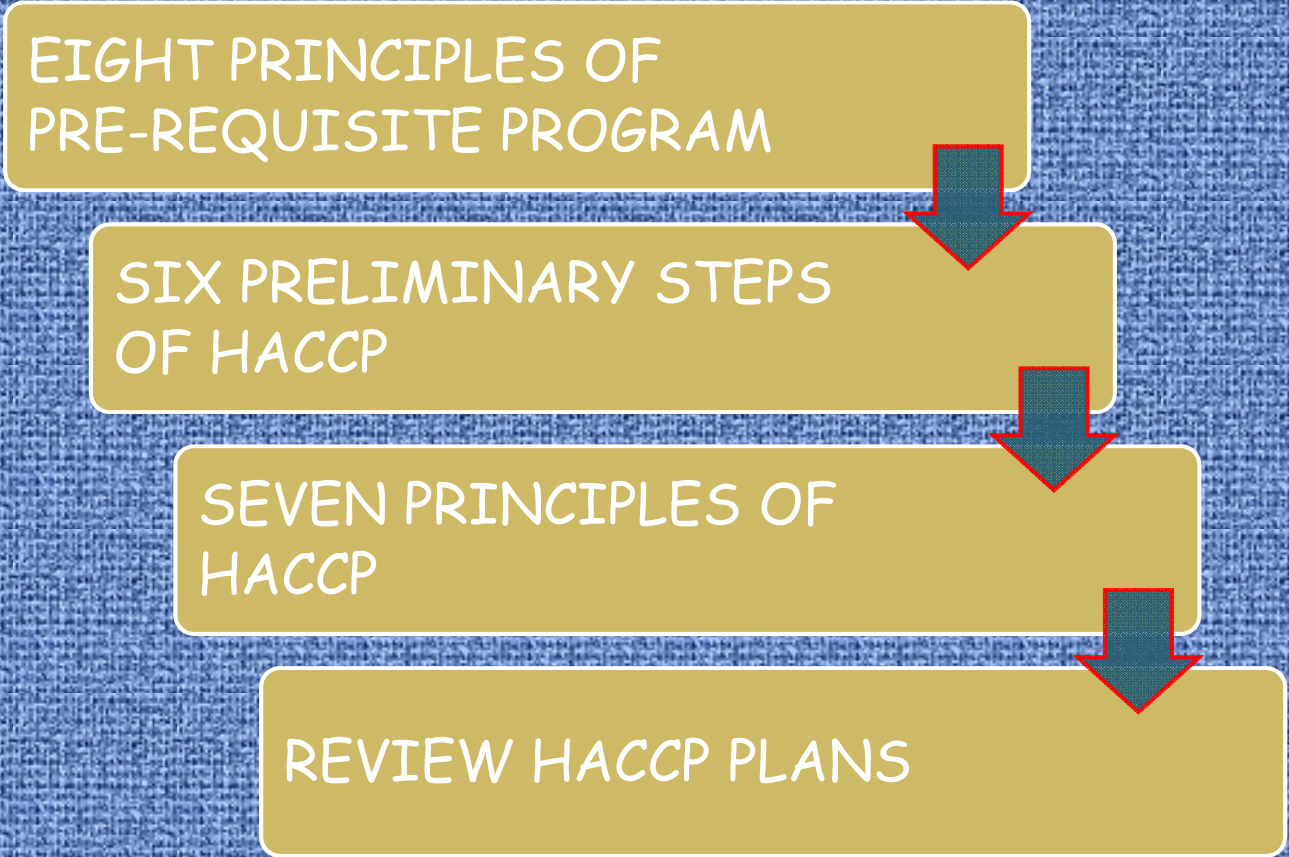 EIGHT PRINCIPLES OF
PRE-REQUISITE PROGRAM
SIX PRELIMINARY STEPS
OF HACCP
SEVEN PRINCIPLES OF
HACCP
REVIEW HACCP PLANS